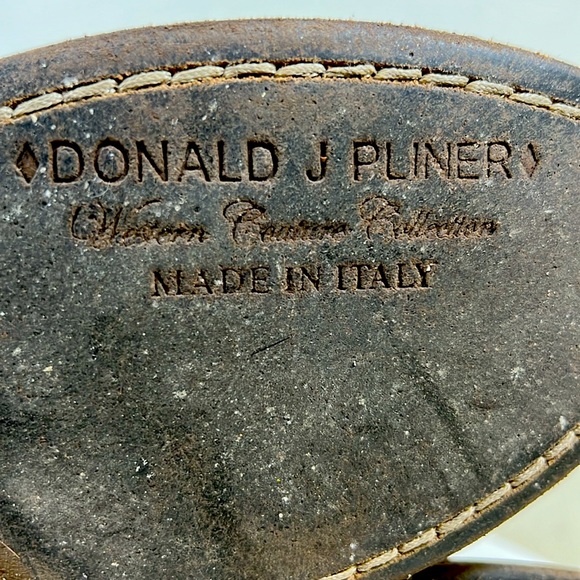 ♦DONALD J PLINER♦
Western Couture Collection
MADE IN ITALY